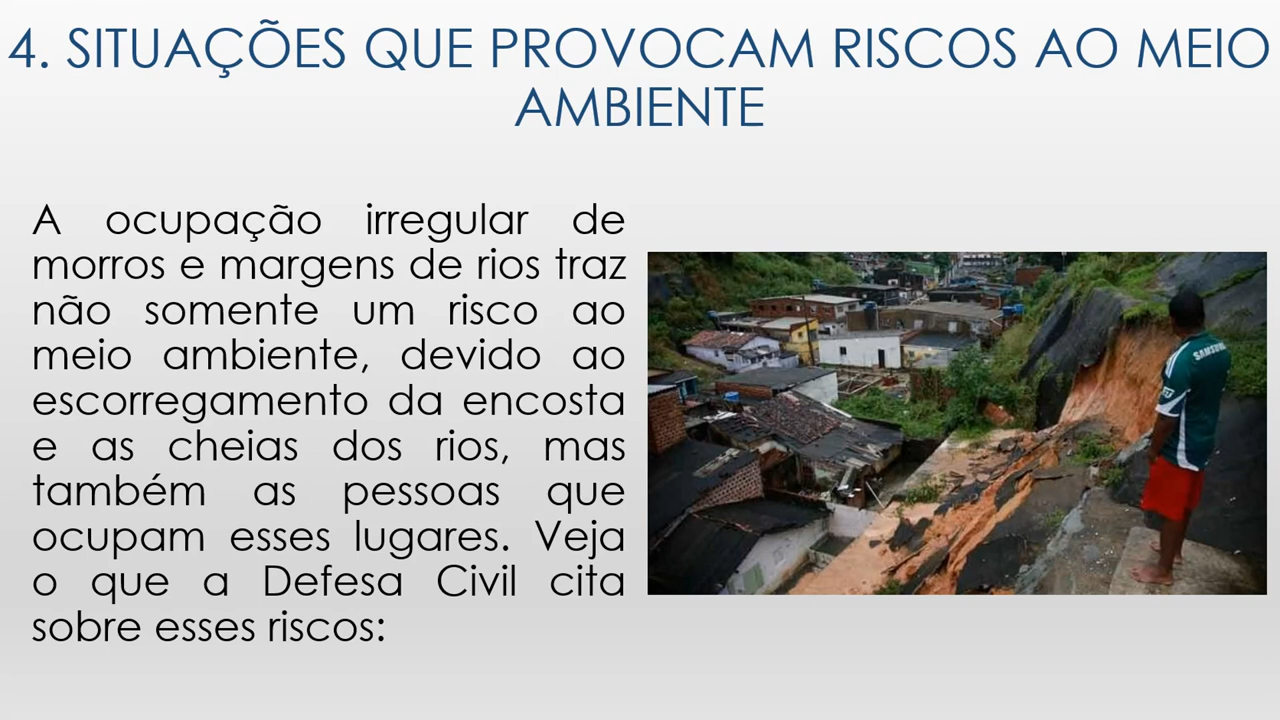 4. SITUAÇÕES QUE PROVOCAM RISCOS AO MEIO
AMBIENTE
A ocupação irregular de
morros e margens de rios traz
não somente um risco ao
meio ambiente, devido ao
escorregamento da encosta
e as cheias dos rios, mas
também as pessoas que
ocupam esses lugares. Veja
o que a Defesa Civil cita
sobre esses riscos:
SAMSUNG